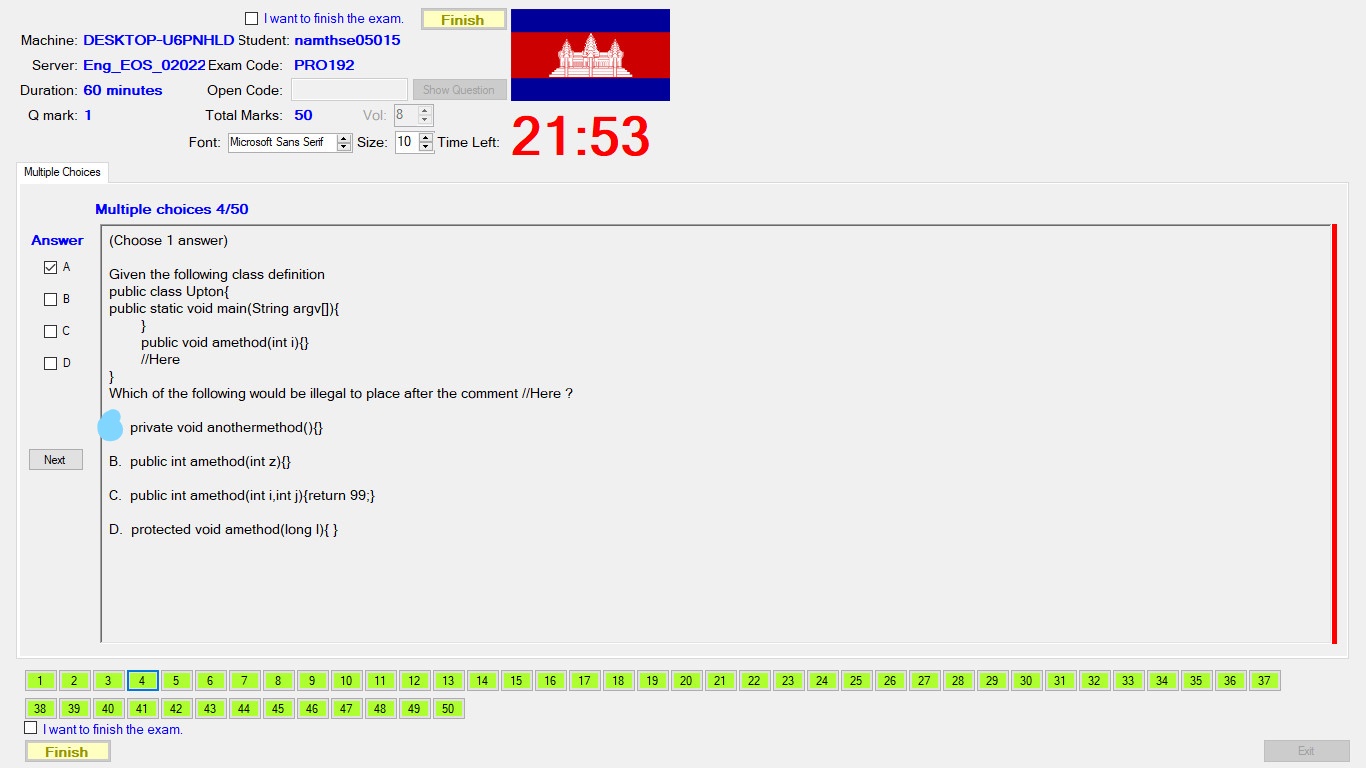 I want to finish the exam.
Finish
Machine: DESKTOP-U6PNHLD Student: namthse05015
Server: Eng_EOS_02022 Exam Code: PRO192
Duration: 60 minutes Open Code: Show Question
Q mark: 1 Total Marks: 50 Vol: 8
Font: Microsoft Sans Serif Size: 10 Time Left: 21:53
Multiple Choices
Multiple choices 4/50
Answer
A
B
C
D
Next
(Choose 1 answer)
Given the following class definition
public class Upton{
public static void main(String argv[]){
}
public void amethod(int i){}
//Here
}
Which of the following would be illegal to place after the comment //Here ?
private void anothermethod(){}
B. public int amethod(int z){}
C. public int amethod(int i,int j){return 99;}
D. protected void amethod(long l){ }
1 2 3 4 5 6 7 8 9 10 11 12 13 14 15 16 17 18 19 20 21 22 23 24 25 26 27 28 29 30 31 32 33 34 35 36 37
38 39 40 41 42 43 44 45 46 47 48 49 50
I want to finish the exam.
Finish
Exit